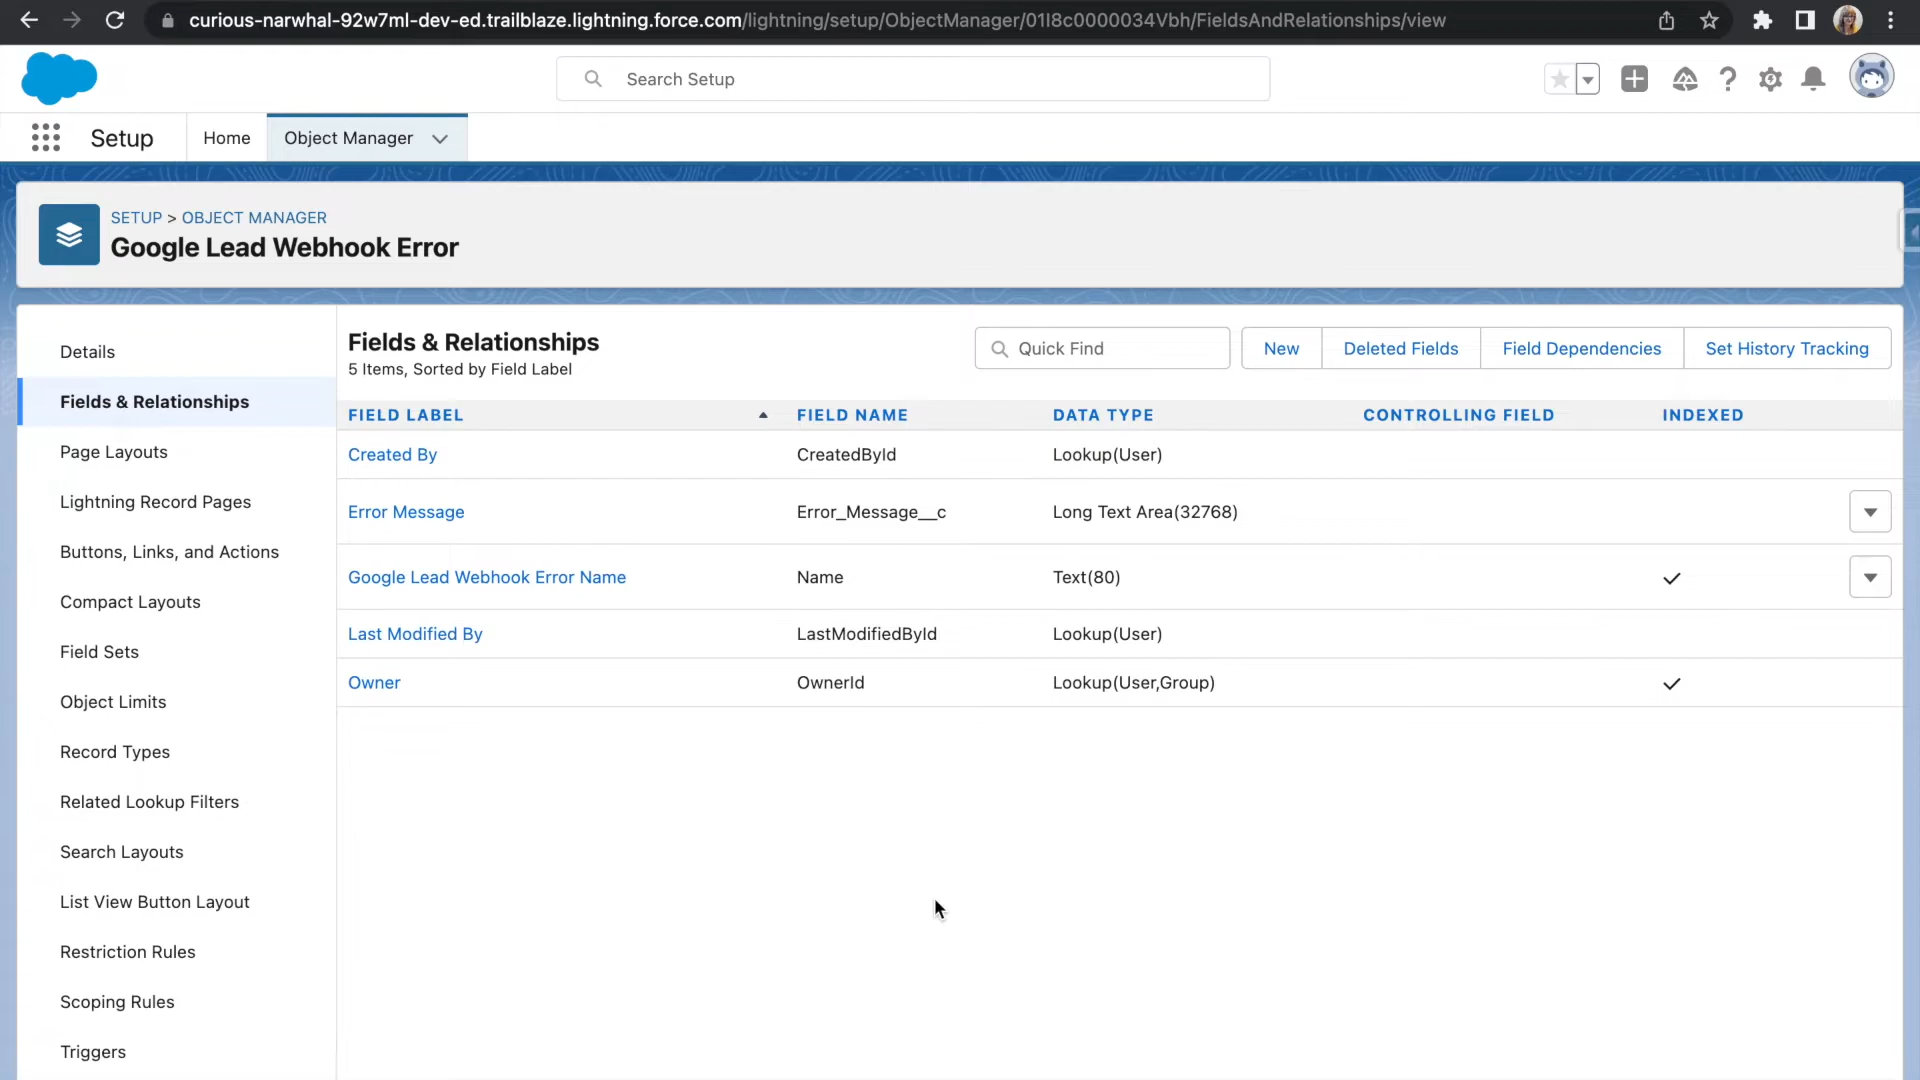 curious-narwhal-92w7ml-dev-ed.trailblaze.lightning.force.com/lightning/setup/ObjectManager/01I8c0000034Vbh/FieldsAndRelationships/view
Search Setup
Setup
Home
Object Manager
SETUP > OBJECT MANAGER
Google Lead Webhook Error
Details
Fields & Relationships
Page Layouts
Lightning Record Pages
Buttons, Links, and Actions
Compact Layouts
Field Sets
Object Limits
Record Types
Related Lookup Filters
Search Layouts
List View Button Layout
Restriction Rules
Scoping Rules
Triggers
Fields & Relationships
5 Items, Sorted by Field Label
Quick Find
New
Deleted Fields
Field Dependencies
Set History Tracking
FIELD LABEL FIELD NAME DATA TYPE CONTROLLING FIELD INDEXED
Created By CreatedById Lookup(User)
Error Message Error_Message__c Long Text Area(32768)
Google Lead Webhook Error Name Name Text(80)
Last Modified By LastModifiedById Lookup(User)
Owner OwnerId Lookup(User,Group)